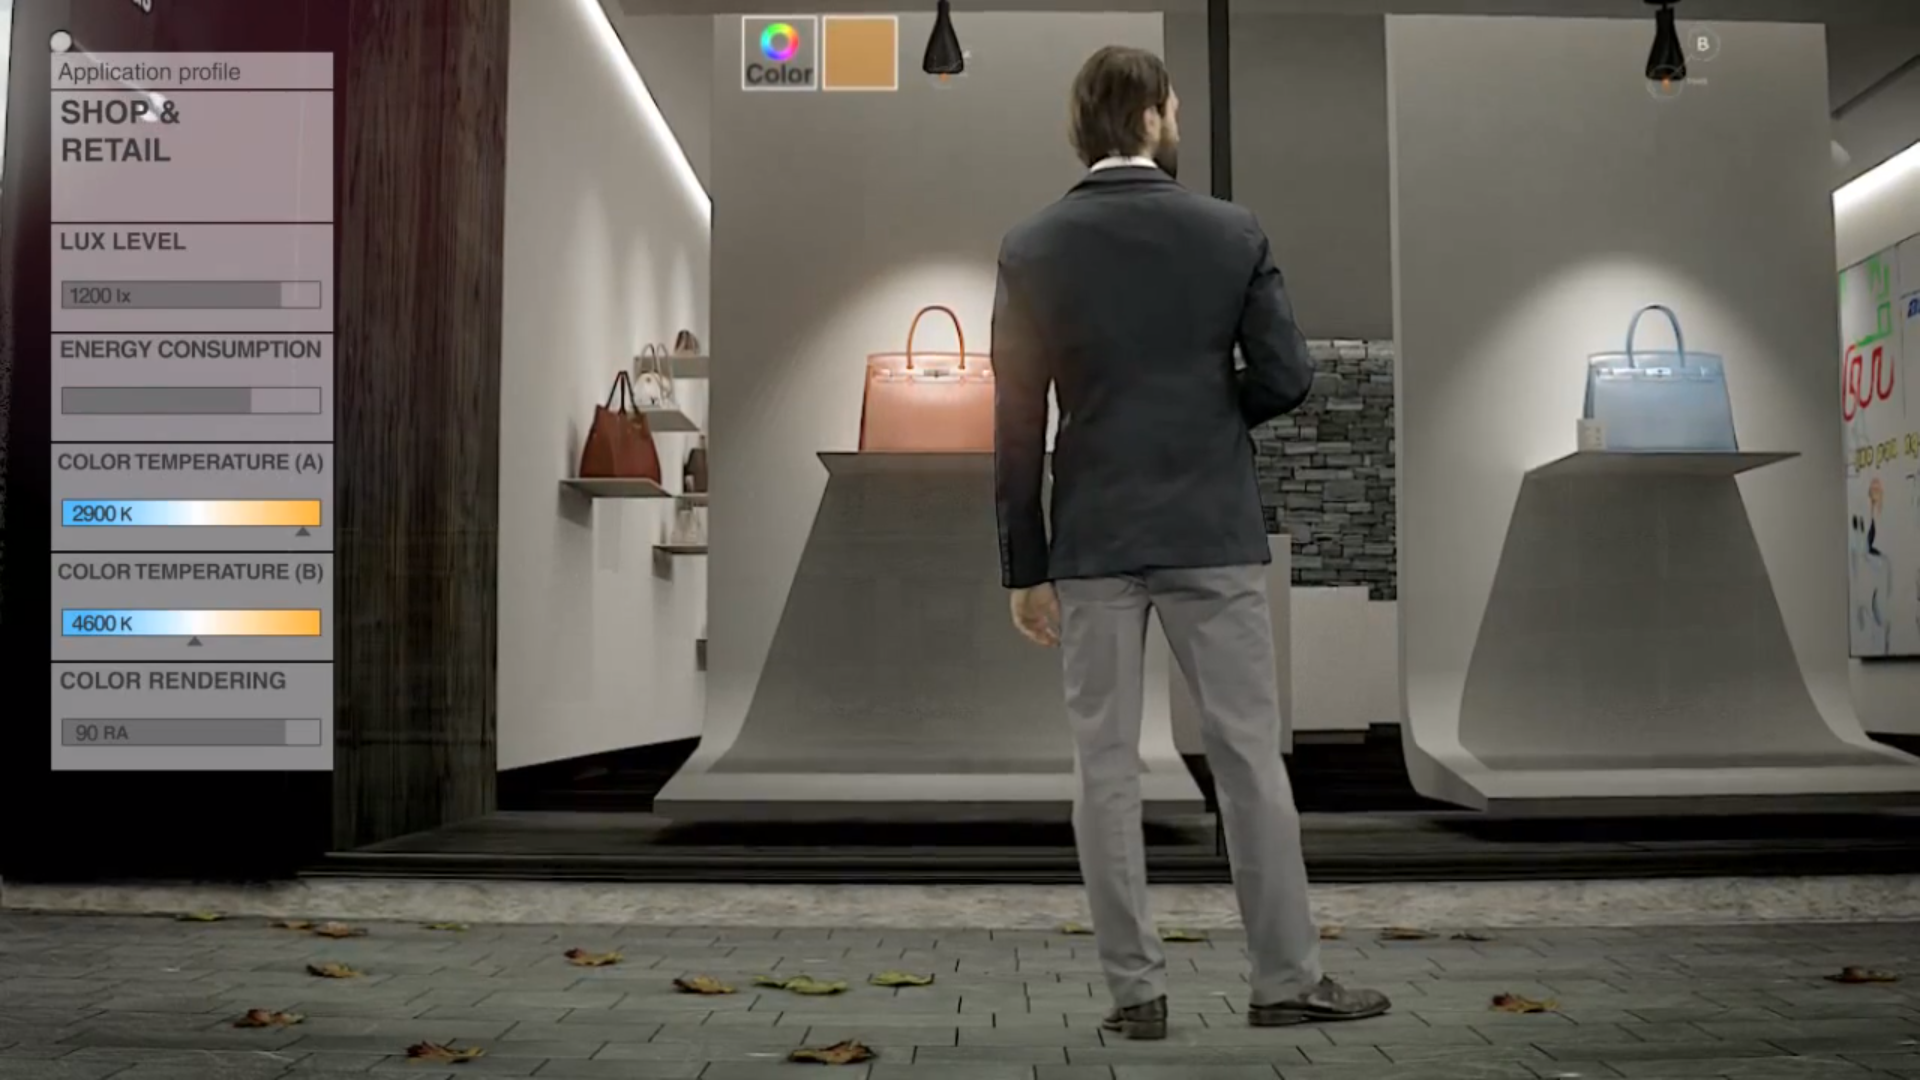 Application profile
SHOP &
RETAIL
LUX LEVEL
1200 lx
ENERGY CONSUMPTION
COLOR TEMPERATURE (A)
2900 K
COLOR TEMPERATURE (B)
4600 K
COLOR RENDERING
90 RA
Color
B